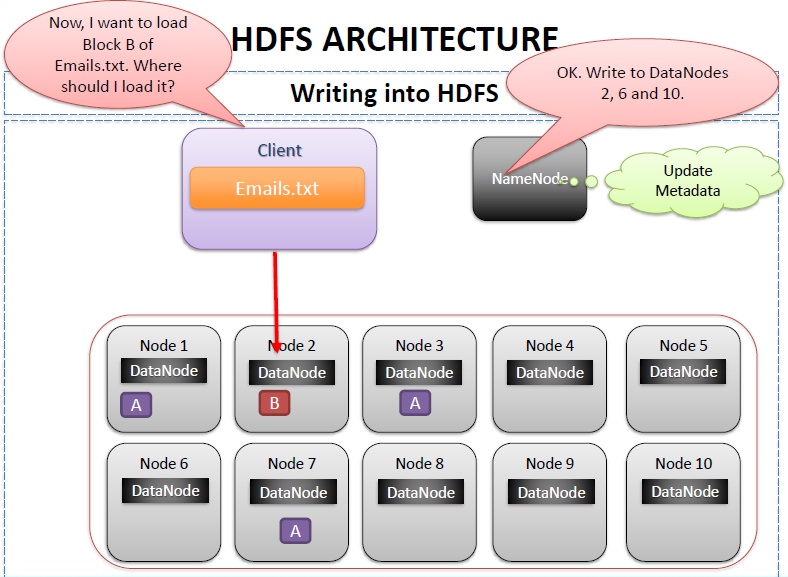 HDFS ARCHITECTURE
Now, I want to load
Block B of
Emails.txt. Where
should I load it?
Writing into HDFS
OK. Write to DataNodes
2, 6 and 10.
Client
Emails.txt
NameNode
Update
Metadata
Node 1
DataNode
A
Node 2
DataNode
B
Node 3
DataNode
A
Node 4
DataNode
Node 5
DataNode
Node 6
DataNode
Node 7
DataNode
A
Node 8
DataNode
Node 9
DataNode
Node 10
DataNode